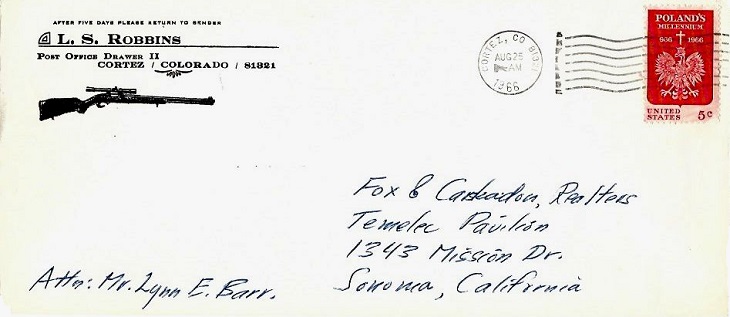 AFTER FIVE DAYS PLEASE RETURN TO SENDER
L. S. ROBBINS
POST OFFICE DRAWER II
CORTEZ / COLORADO / 81321
CORTEZ, CO
AUG 25
AM
1966
POLAND'S
MILLENNIUM
966 1966
UNITED
STATES 5c
Fox & Carskadon, Realtors
Temelec Pavilion
1343 Mission Dr.
Sonoma, California
Attn: Mr. Lynn E. Barr.